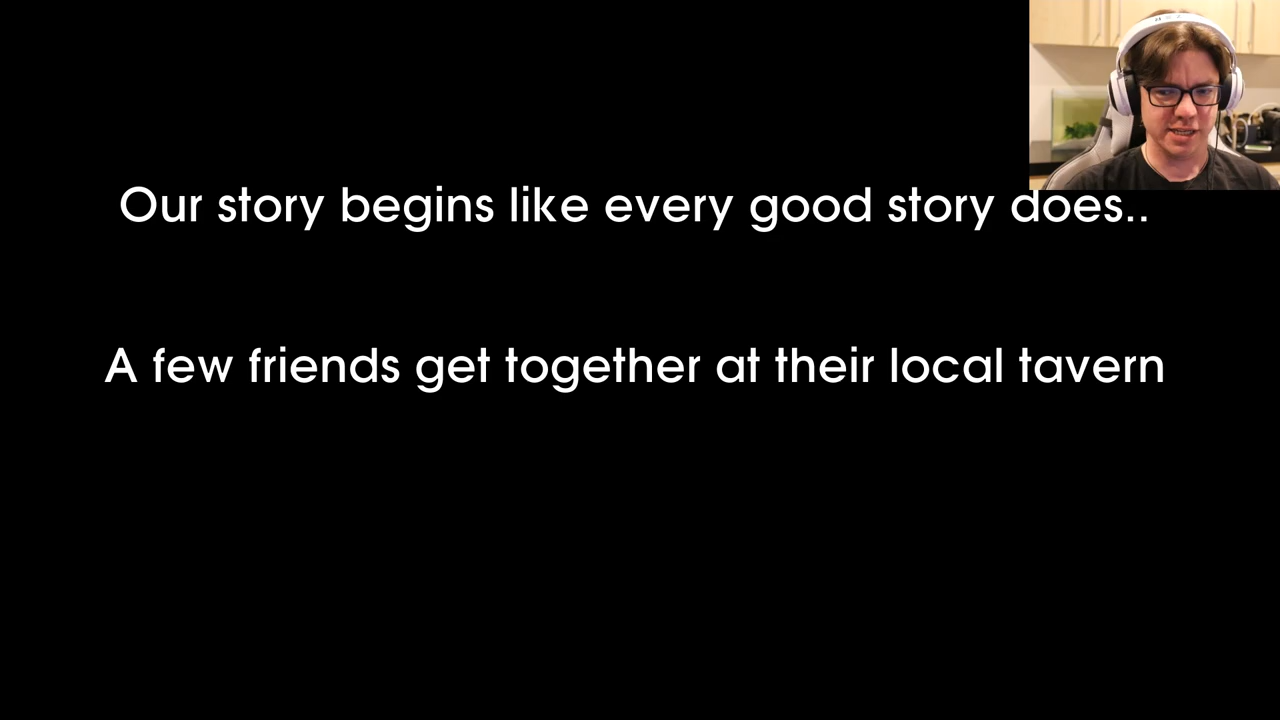 Our story begins like every good story does..
A few friends get together at their local tavern